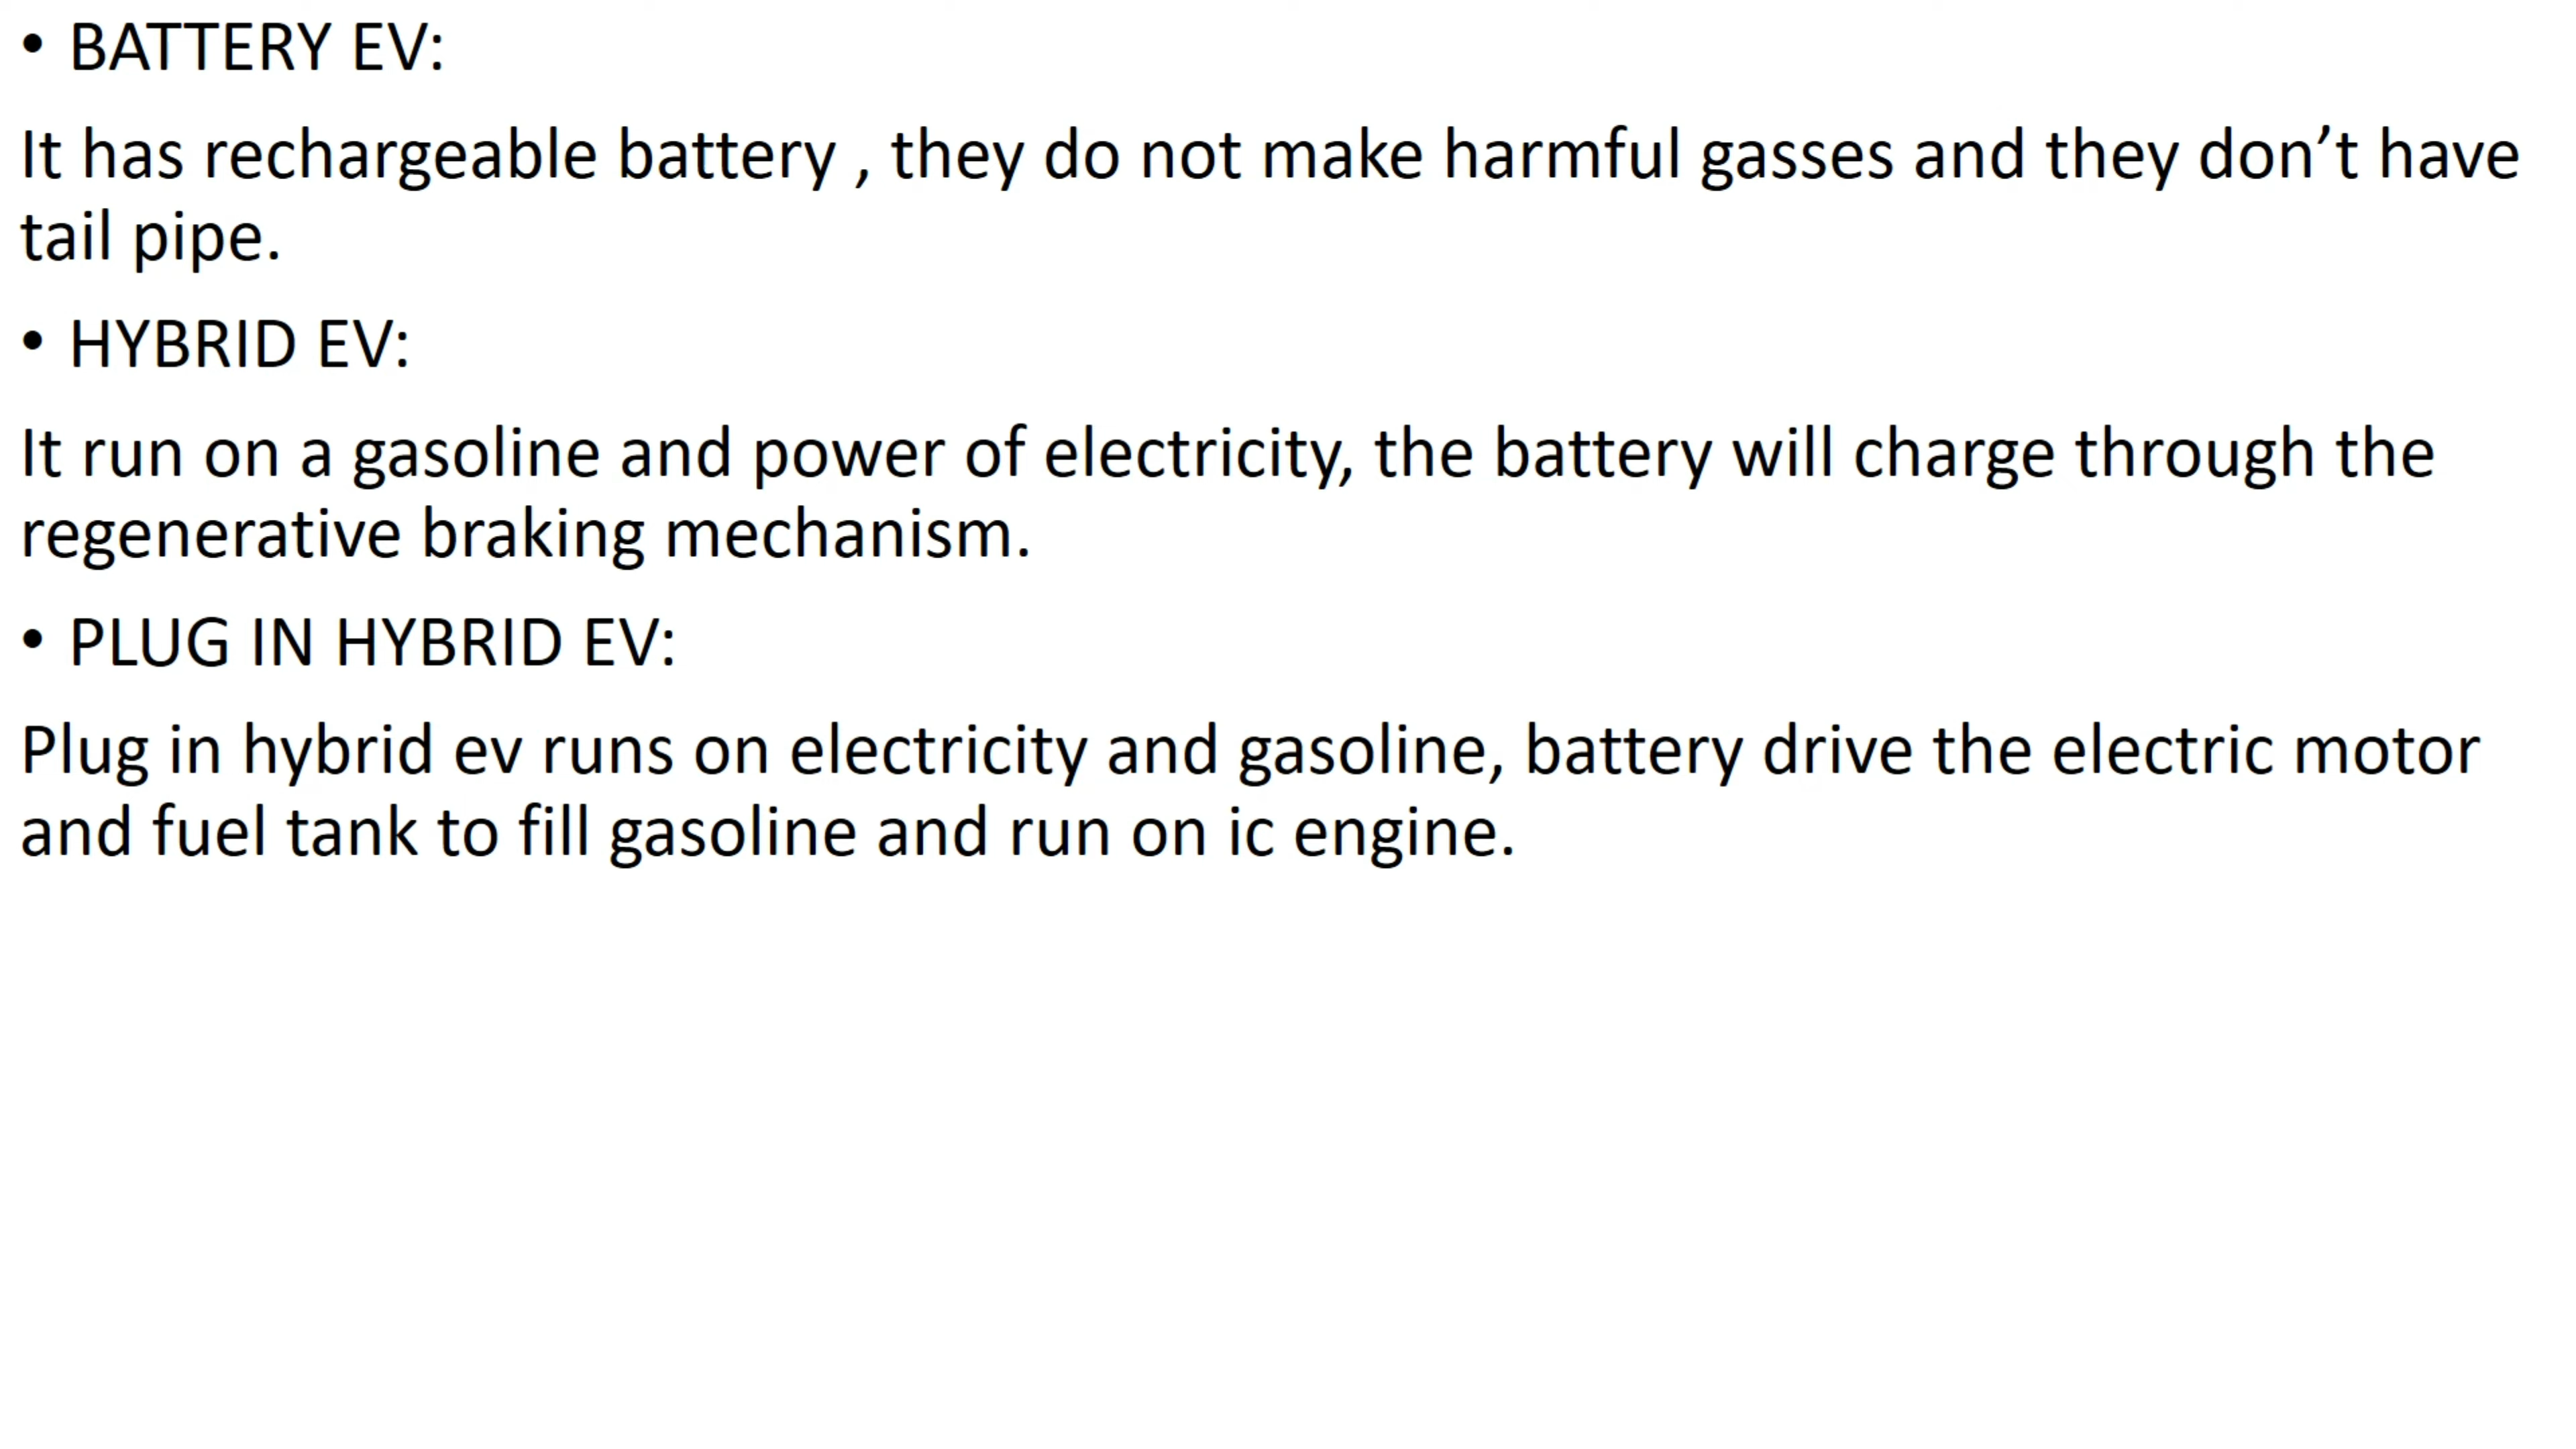 • BATTERY EV:
It has rechargeable battery , they do not make harmful gasses and they don’t have
tail pipe.
• HYBRID EV:
It run on a gasoline and power of electricity, the battery will charge through the
regenerative braking mechanism.
• PLUG IN HYBRID EV:
Plug in hybrid ev runs on electricity and gasoline, battery drive the electric motor
and fuel tank to fill gasoline and run on ic engine.